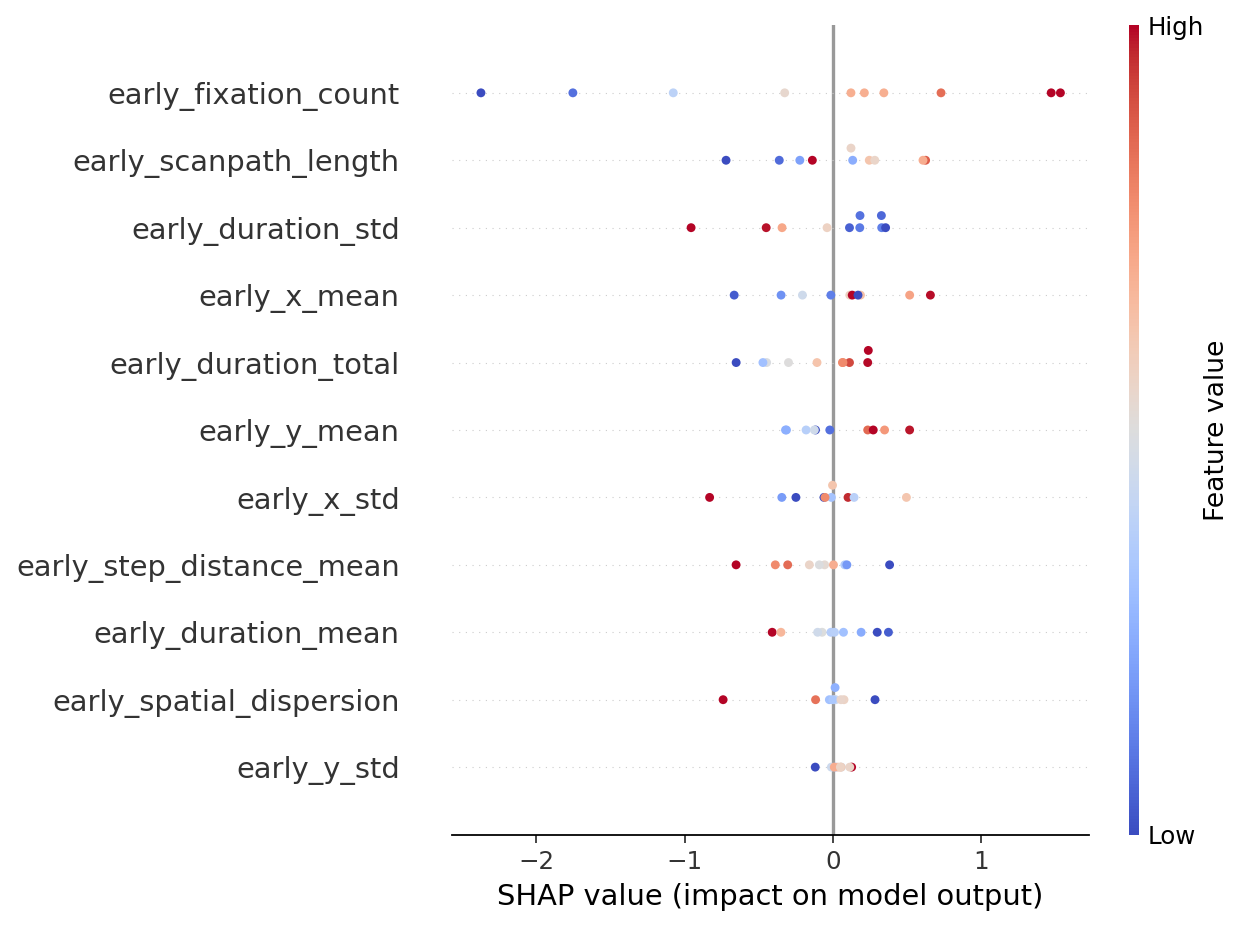 High
early_fixation_count
early_scanpath_length
early_duration_std
early_x_mean
early_duration_total
early_y_mean
early_x_std
early_step_distance_mean
early_duration_mean
early_spatial_dispersion
early_y_std
Feature value
Low
−2 −1 0 1
SHAP value (impact on model output)